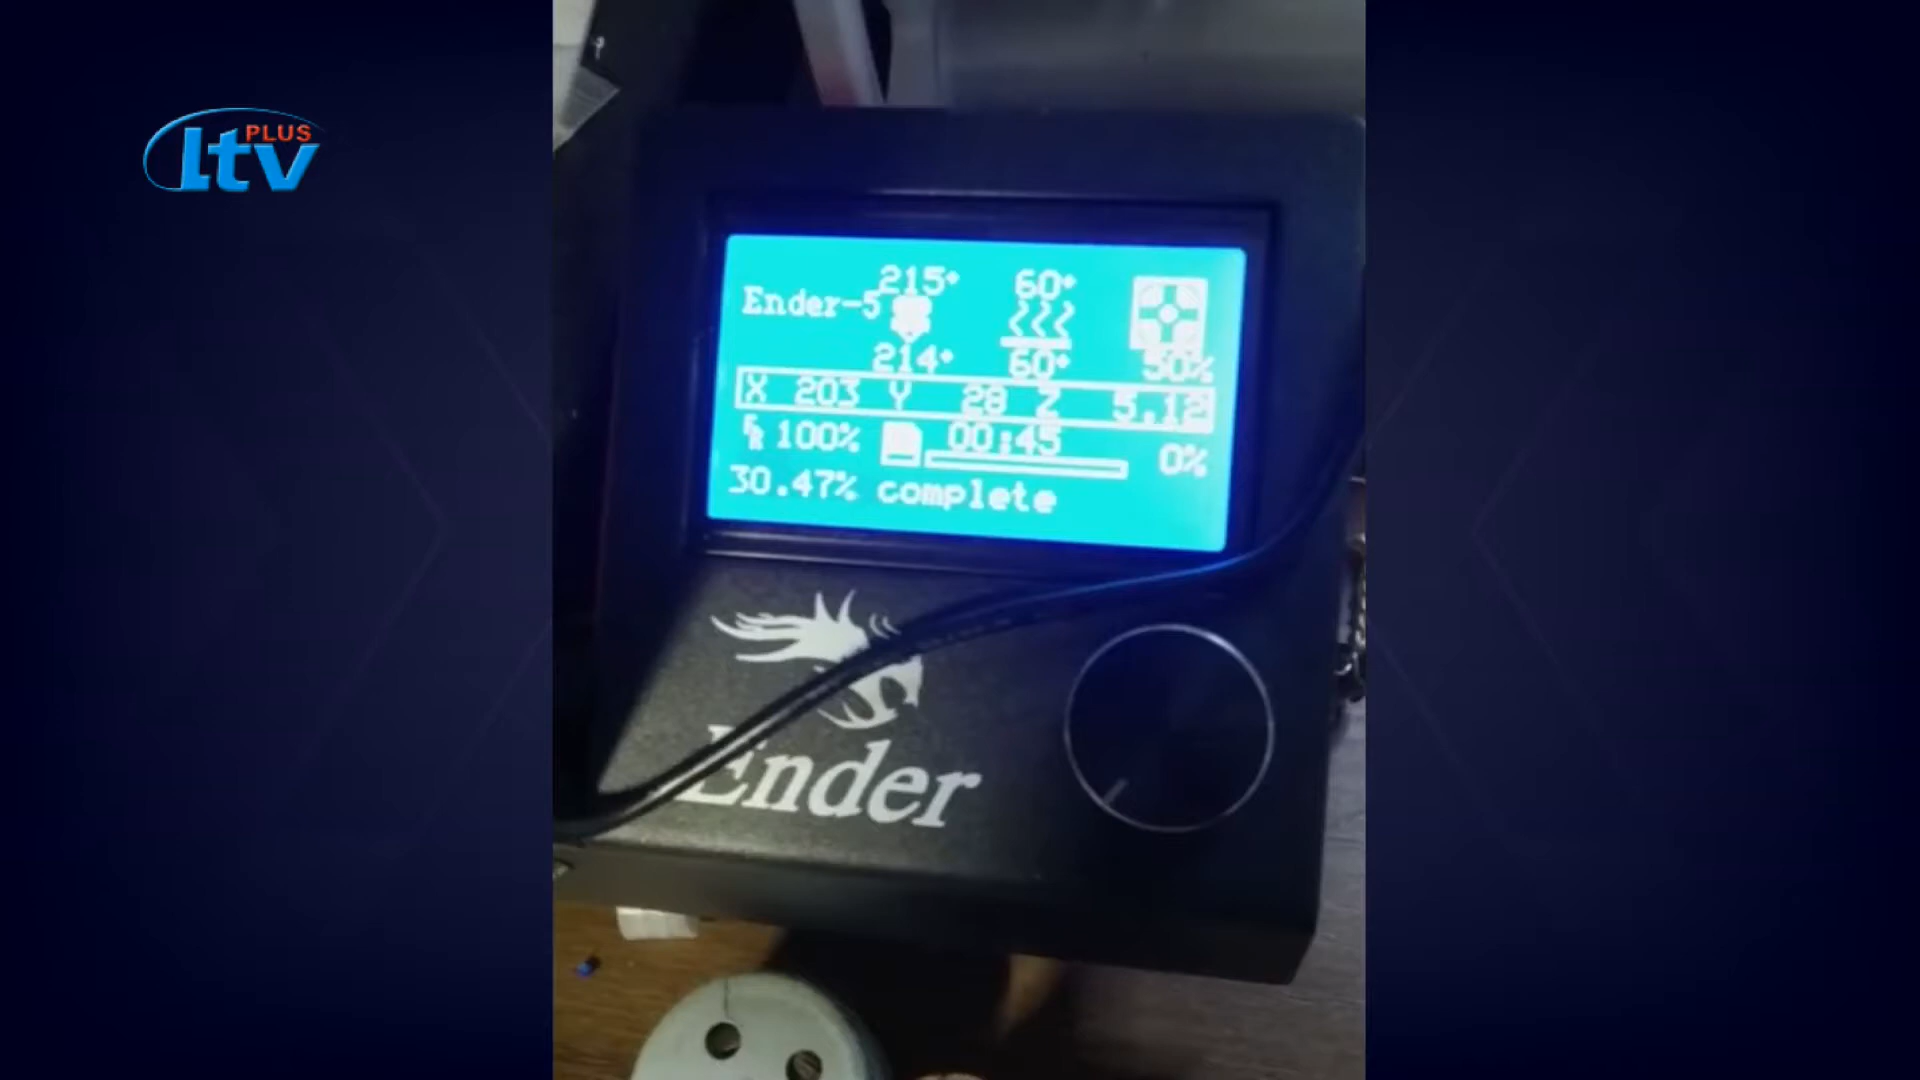 Ltv PLUS
215°
60°
Ender-5
214°
60°
50%
X 203 Y 28 Z 5.12
FR 100%
00:45
0%
30.47% complete
Ender